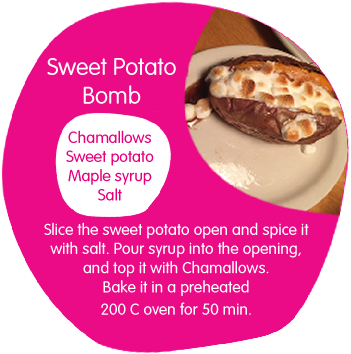 Sweet Potato
Bomb
Chamallows
Sweet potato
Maple syrup
Salt
Slice the sweet potato open and spice it
with salt. Pour syrup into the opening,
and top it with Chamallows.
Bake it in a preheated
200 C oven for 50 min.